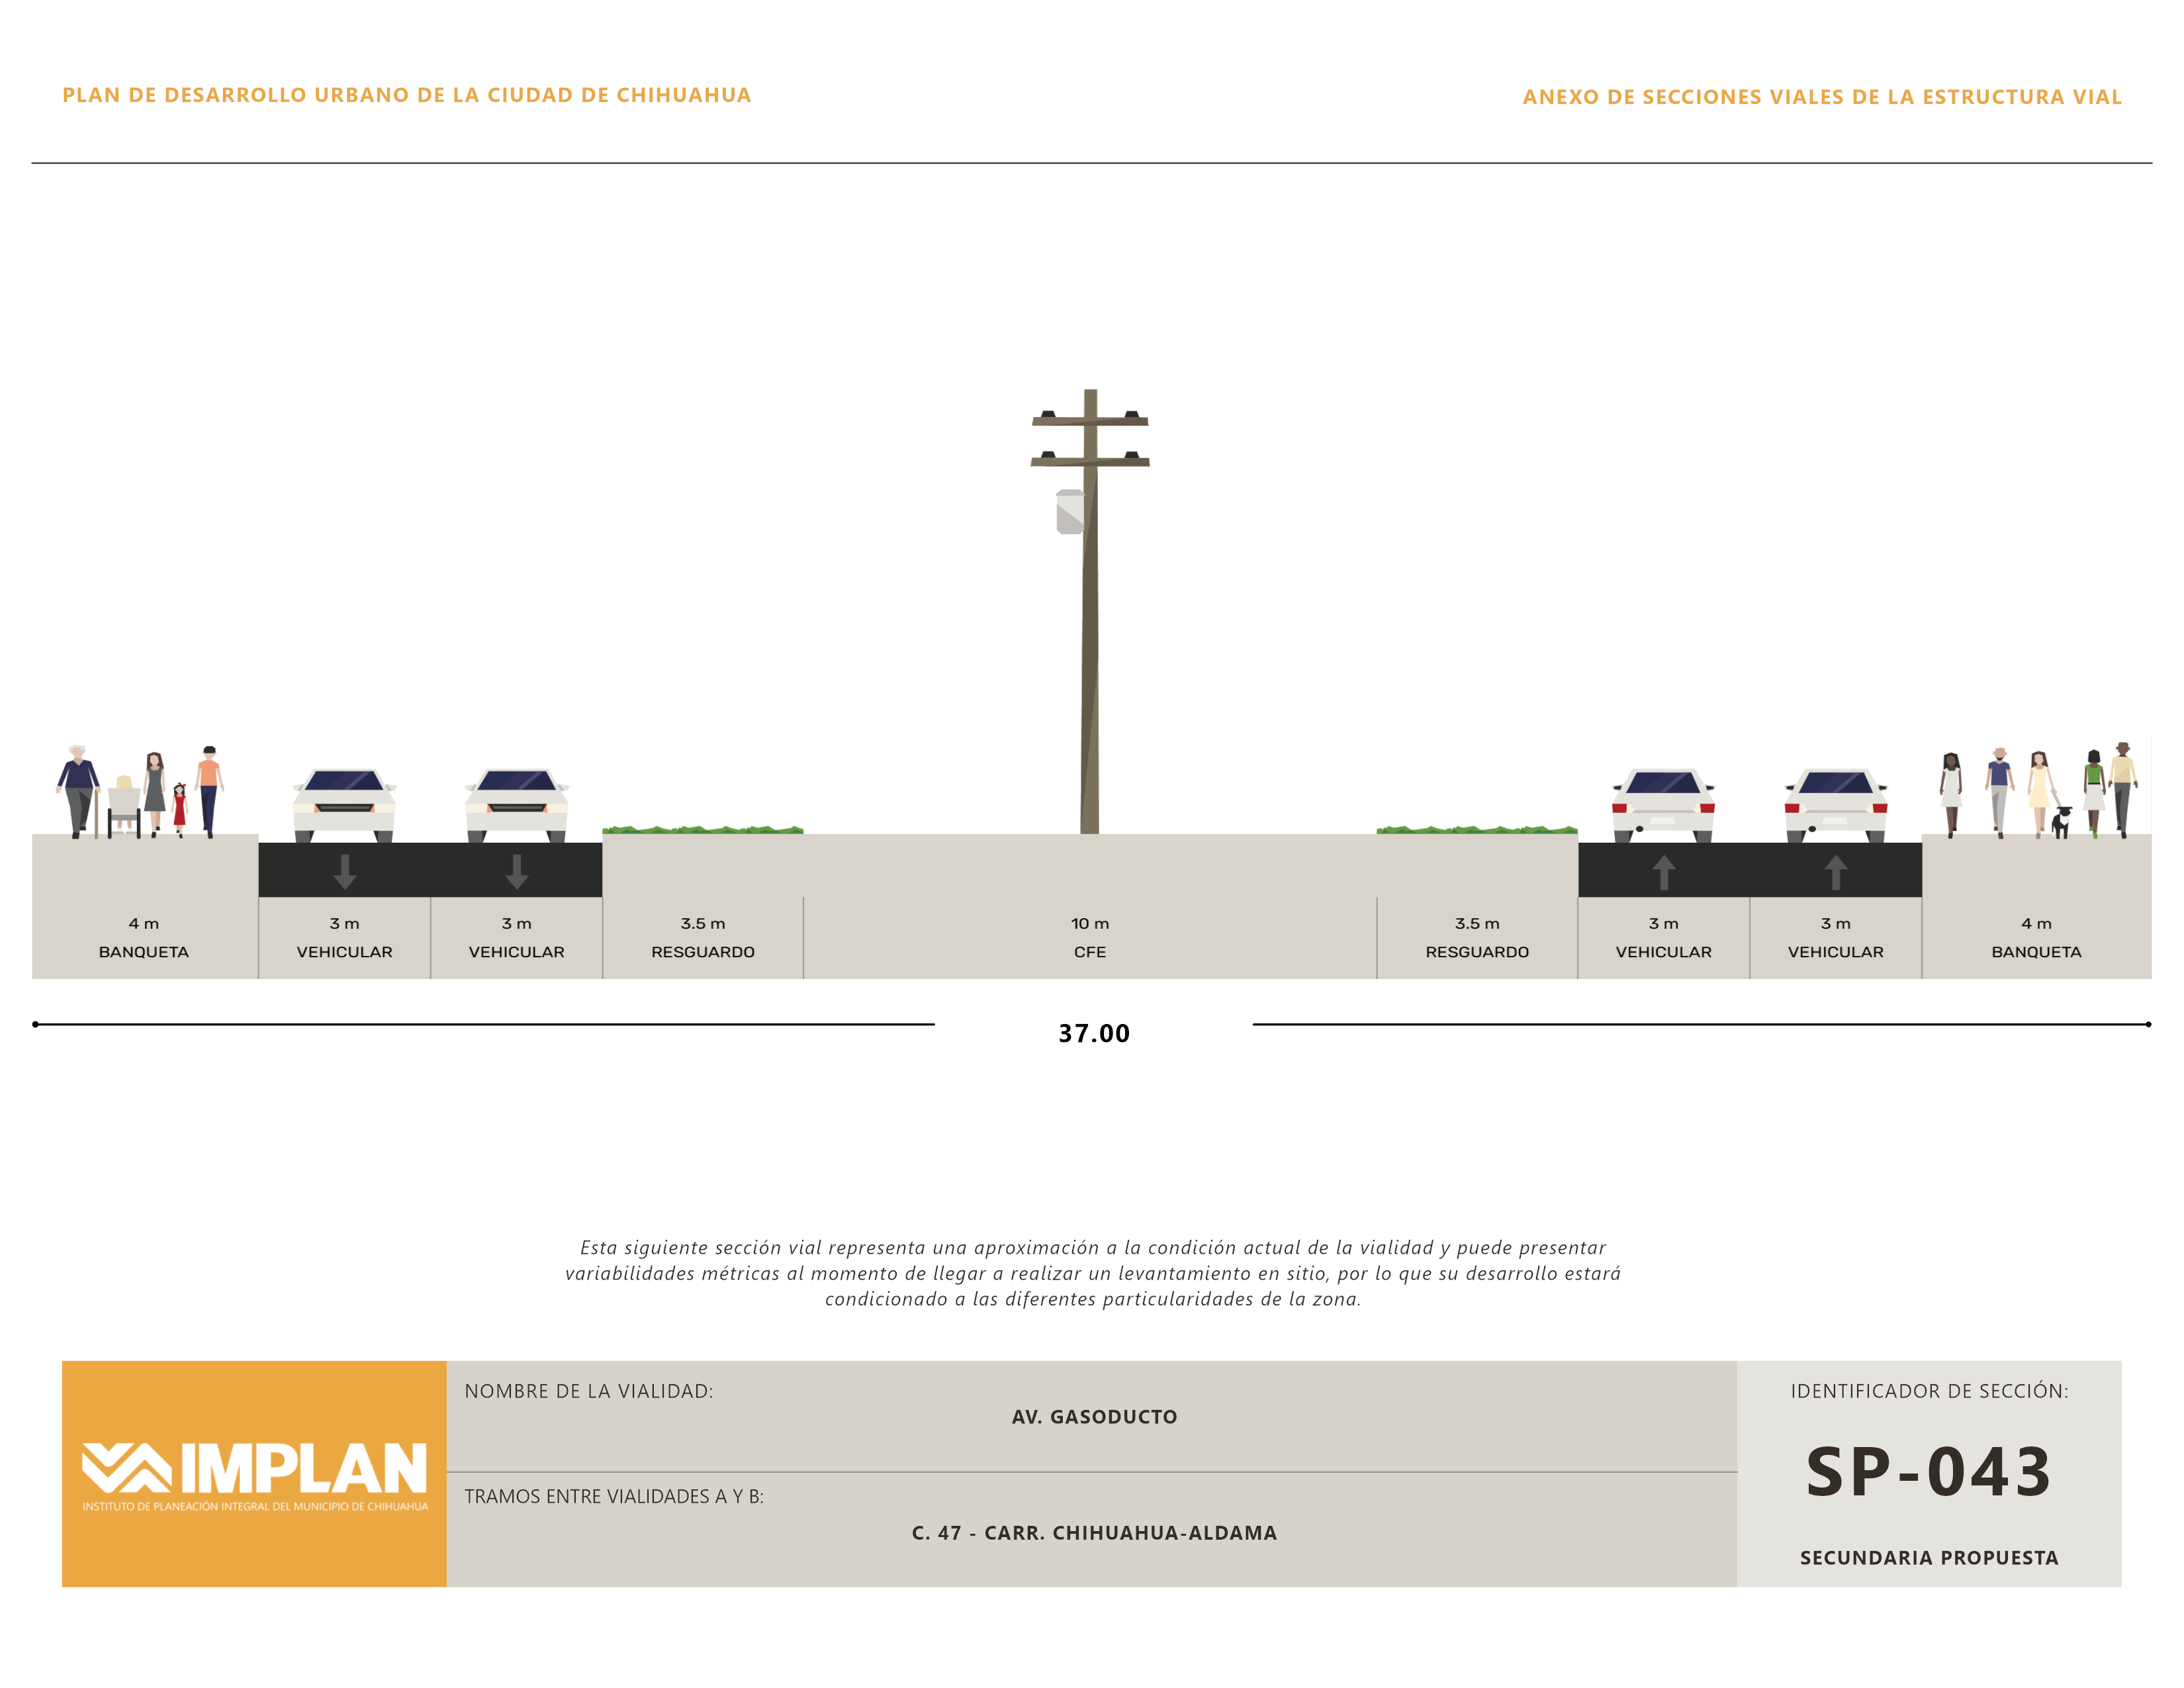 PLAN DE DESARROLLO URBANO DE LA CIUDAD DE CHIHUAHUA
ANEXO DE SECCIONES VIALES DE LA ESTRUCTURA VIAL
4 m
BANQUETA
3 m
VEHICULAR
3 m
VEHICULAR
3.5 m
RESGUARDO
10 m
CFE
3.5 m
RESGUARDO
3 m
VEHICULAR
3 m
VEHICULAR
4 m
BANQUETA
37.00
Esta siguiente sección vial representa una aproximación a la condición actual de la vialidad y puede presentar
variabilidades métricas al momento de llegar a realizar un levantamiento en sitio, por lo que su desarrollo estará
condicionado a las diferentes particularidades de la zona.
IMPLAN
INSTITUTO DE PLANEACIÓN INTEGRAL DEL MUNICIPIO DE CHIHUAHUA
NOMBRE DE LA VIALIDAD:
AV. GASODUCTO
TRAMOS ENTRE VIALIDADES A Y B:
C. 47 - CARR. CHIHUAHUA-ALDAMA
IDENTIFICADOR DE SECCIÓN:
SP-043
SECUNDARIA PROPUESTA